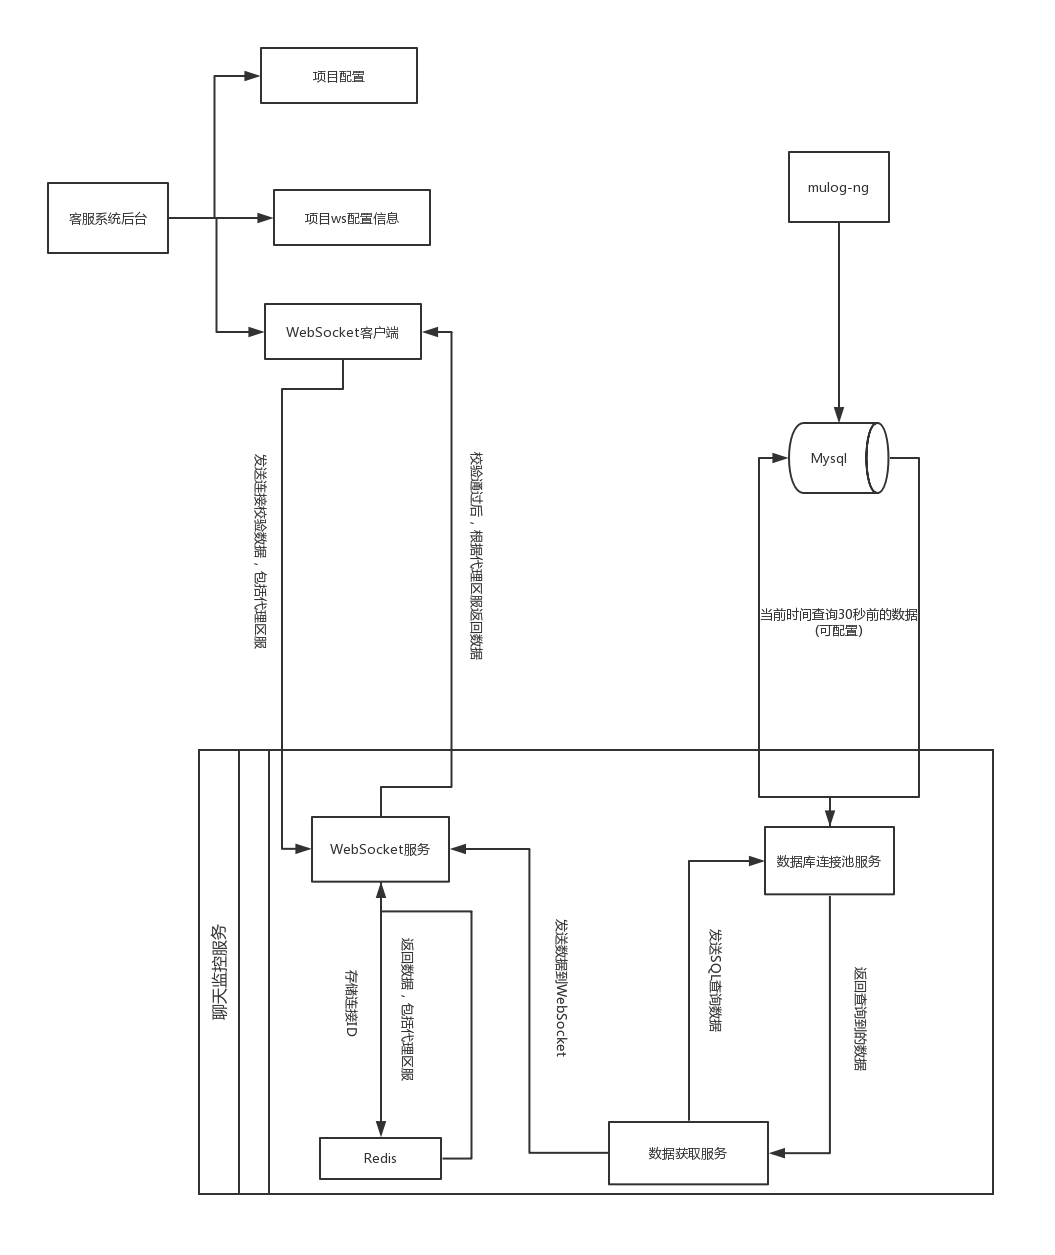 项目配置
mulog-ng
客服系统后台
项目ws配置信息
WebSocket客户端
Mysql
发送连接校验数据，包括代理区服
校验通过后，根据代理区服返回数据
当前时间查询30秒前的数据
(可配置)
WebSocket服务
数据库连接池服务
聊天监控服务
存储连接ID
返回数据，包括代理区服
发送数据到WebSocket
发送SQL查询数据
返回查询到的数据
Redis
数据获取服务